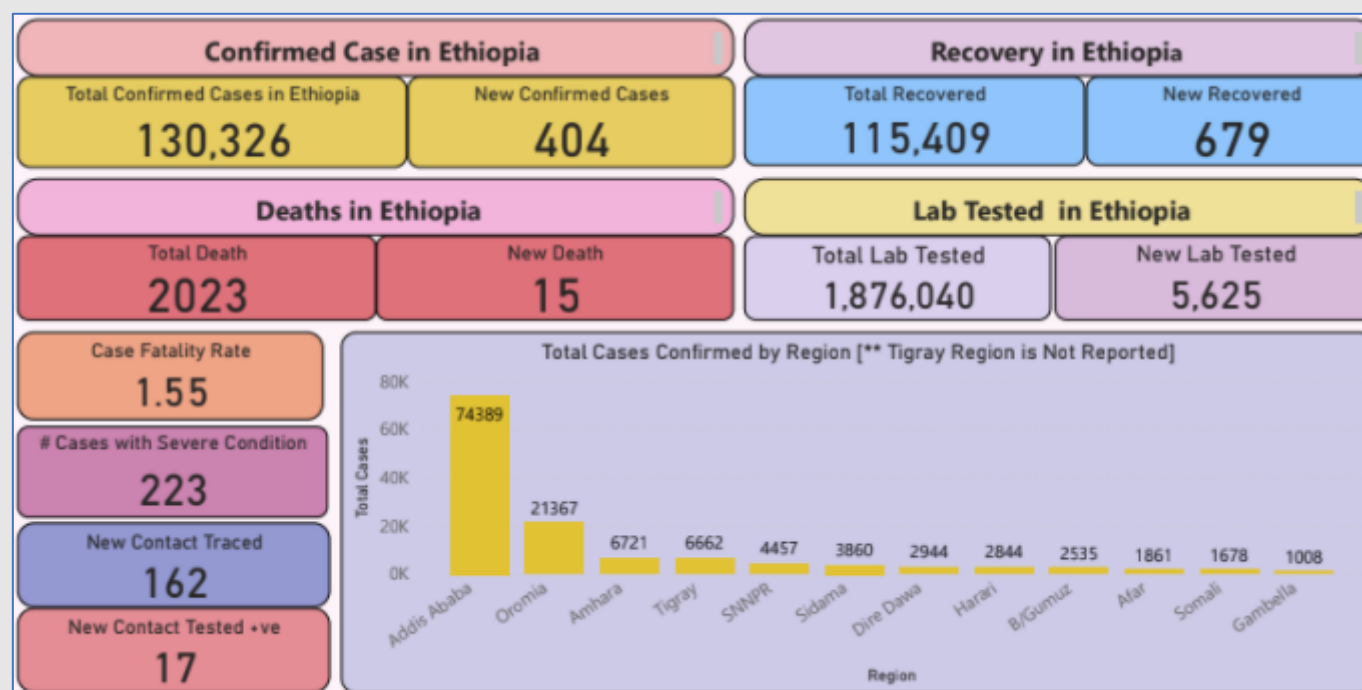 Confirmed Case in Ethiopia
Recovery in Ethiopia
Total Confirmed Cases in Ethiopia
130,326
New Confirmed Cases
404
Total Recovered
115,409
New Recovered
679
Deaths in Ethiopia
Lab Tested in Ethiopia
Total Death
2023
New Death
15
Total Lab Tested
1,876,040
New Lab Tested
5,625
Case Fatality Rate
1.55
# Cases with Severe Condition
223
New Contact Traced
162
New Contact Tested +ve
17
Total Cases Confirmed by Region [** Tigray Region is Not Reported]
Total Cases
80K
60K
40K
20K
0K
74389
21367
6721
6662
4457
3860
2944
2844
2535
1861
1678
1008
Addis Ababa
Oromia
Amhara
Tigray
SNNPR
Sidama
Dire Dawa
Harari
B/Gumuz
Afar
Somali
Gambella
Region